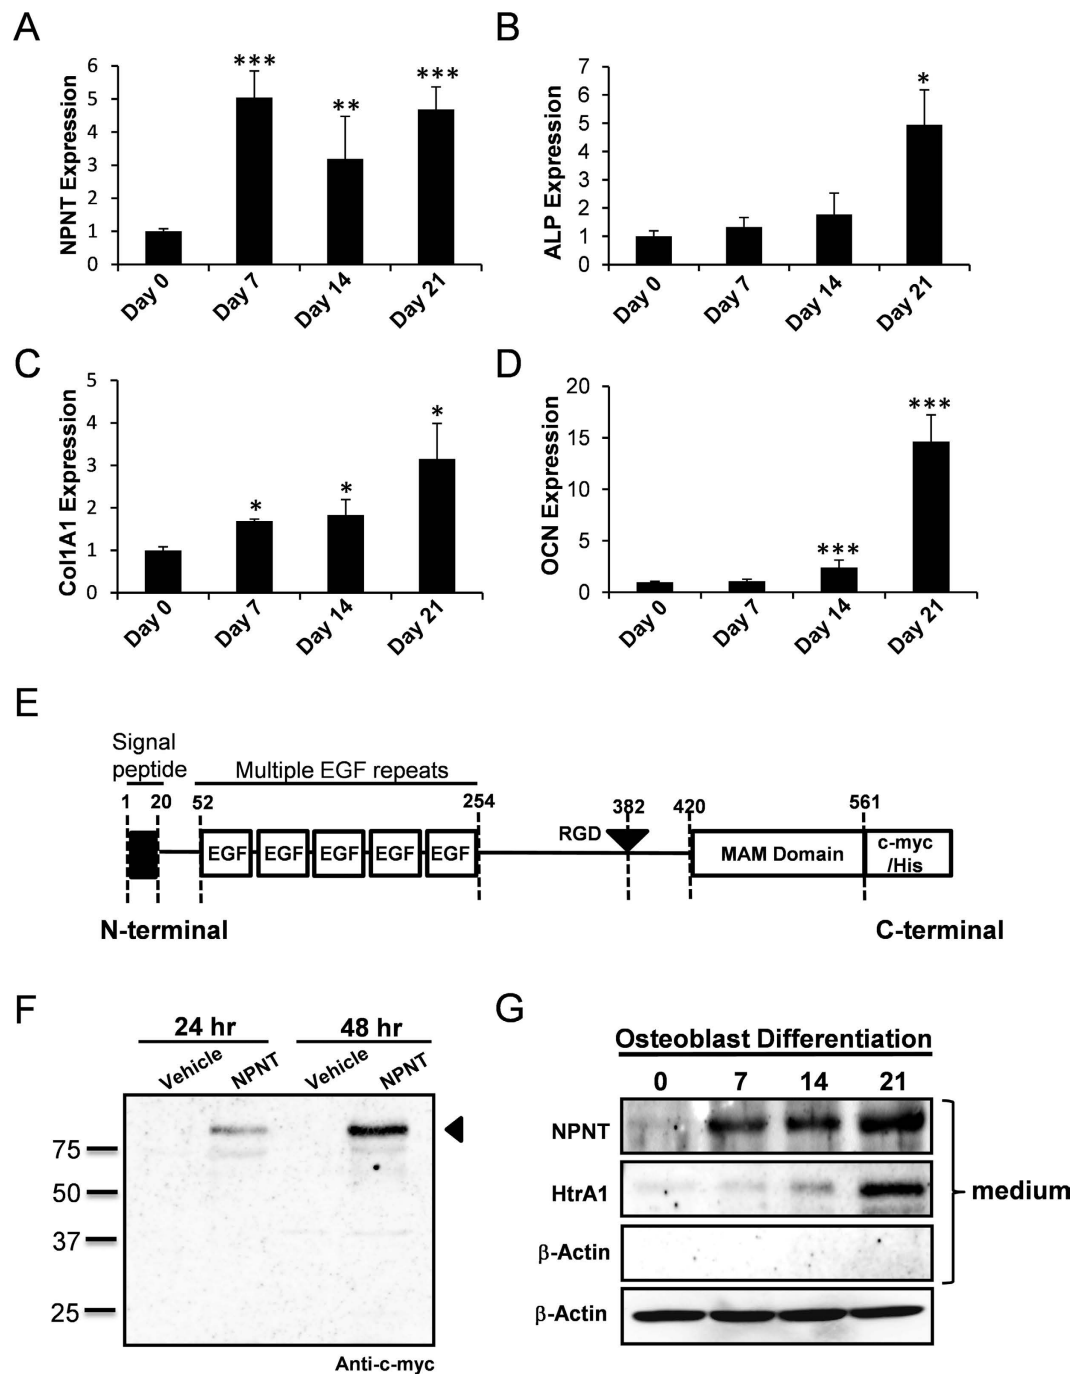 A
NPNT Expression
6
5
4
3
2
1
0
***
**
***
Day 0
Day 7
Day 14
Day 21
B
ALP Expression
7
6
5
4
3
2
1
0
*
Day 0
Day 7
Day 14
Day 21
C
Col1A1 Expression
5
4
3
2
1
0
*
*
*
Day 0
Day 7
Day 14
Day 21
D
OCN Expression
20
15
10
5
0
***
***
Day 0
Day 7
Day 14
Day 21
E
Signal
peptide
Multiple EGF repeats
1 20 52 254 382 420 561
RGD
EGF EGF EGF EGF EGF
MAM Domain
c-myc
/His
N-terminal
C-terminal
F
24 hr 48 hr
Vehicle NPNT Vehicle NPNT
75
50
37
25
Anti-c-myc
G
Osteoblast Differentiation
0 7 14 21
NPNT
HtrA1
β-Actin
medium
β-Actin